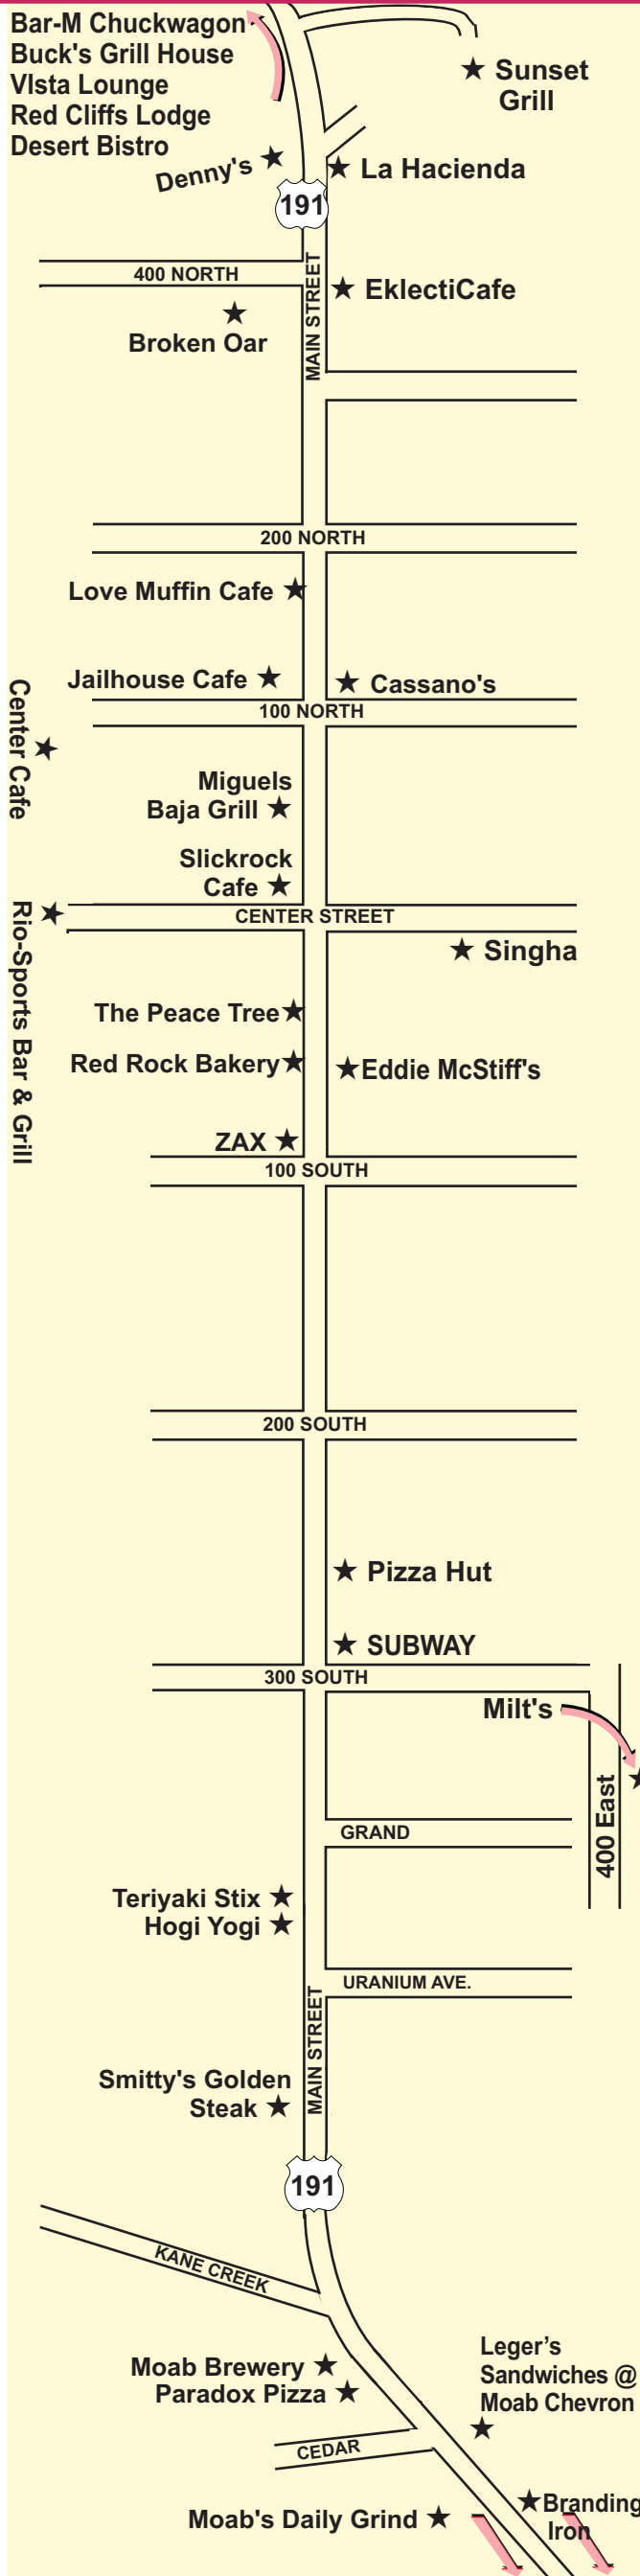 Bar-M Chuckwagon
Buck's Grill House
VIsta Lounge
Red Cliffs Lodge
Desert Bistro
Sunset
Grill
Denny's
La Hacienda
191
400 NORTH
MAIN STREET
EklectiCafe
Broken Oar
200 NORTH
Love Muffin Cafe
Jailhouse Cafe
Cassano's
100 NORTH
Center Cafe
Miguels
Baja Grill
Slickrock
Cafe
CENTER STREET
Rio-Sports Bar & Grill
Singha
The Peace Tree
Red Rock Bakery
Eddie McStiff's
ZAX
100 SOUTH
200 SOUTH
Pizza Hut
SUBWAY
300 SOUTH
Milt's
400 East
GRAND
Teriyaki Stix
Hogi Yogi
URANIUM AVE.
MAIN STREET
Smitty's Golden
Steak
191
KANE CREEK
Leger’s
Sandwiches @
Moab Chevron
Moab Brewery
Paradox Pizza
CEDAR
Branding
Iron
Moab's Daily Grind